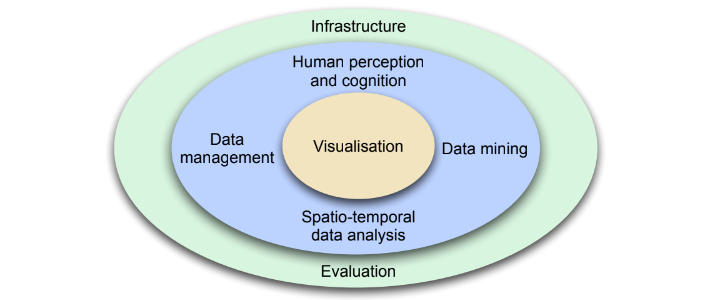 Infrastructure
Human perception
and cognition
Data
management
Visualisation
Data mining
Spatio-temporal
data analysis
Evaluation